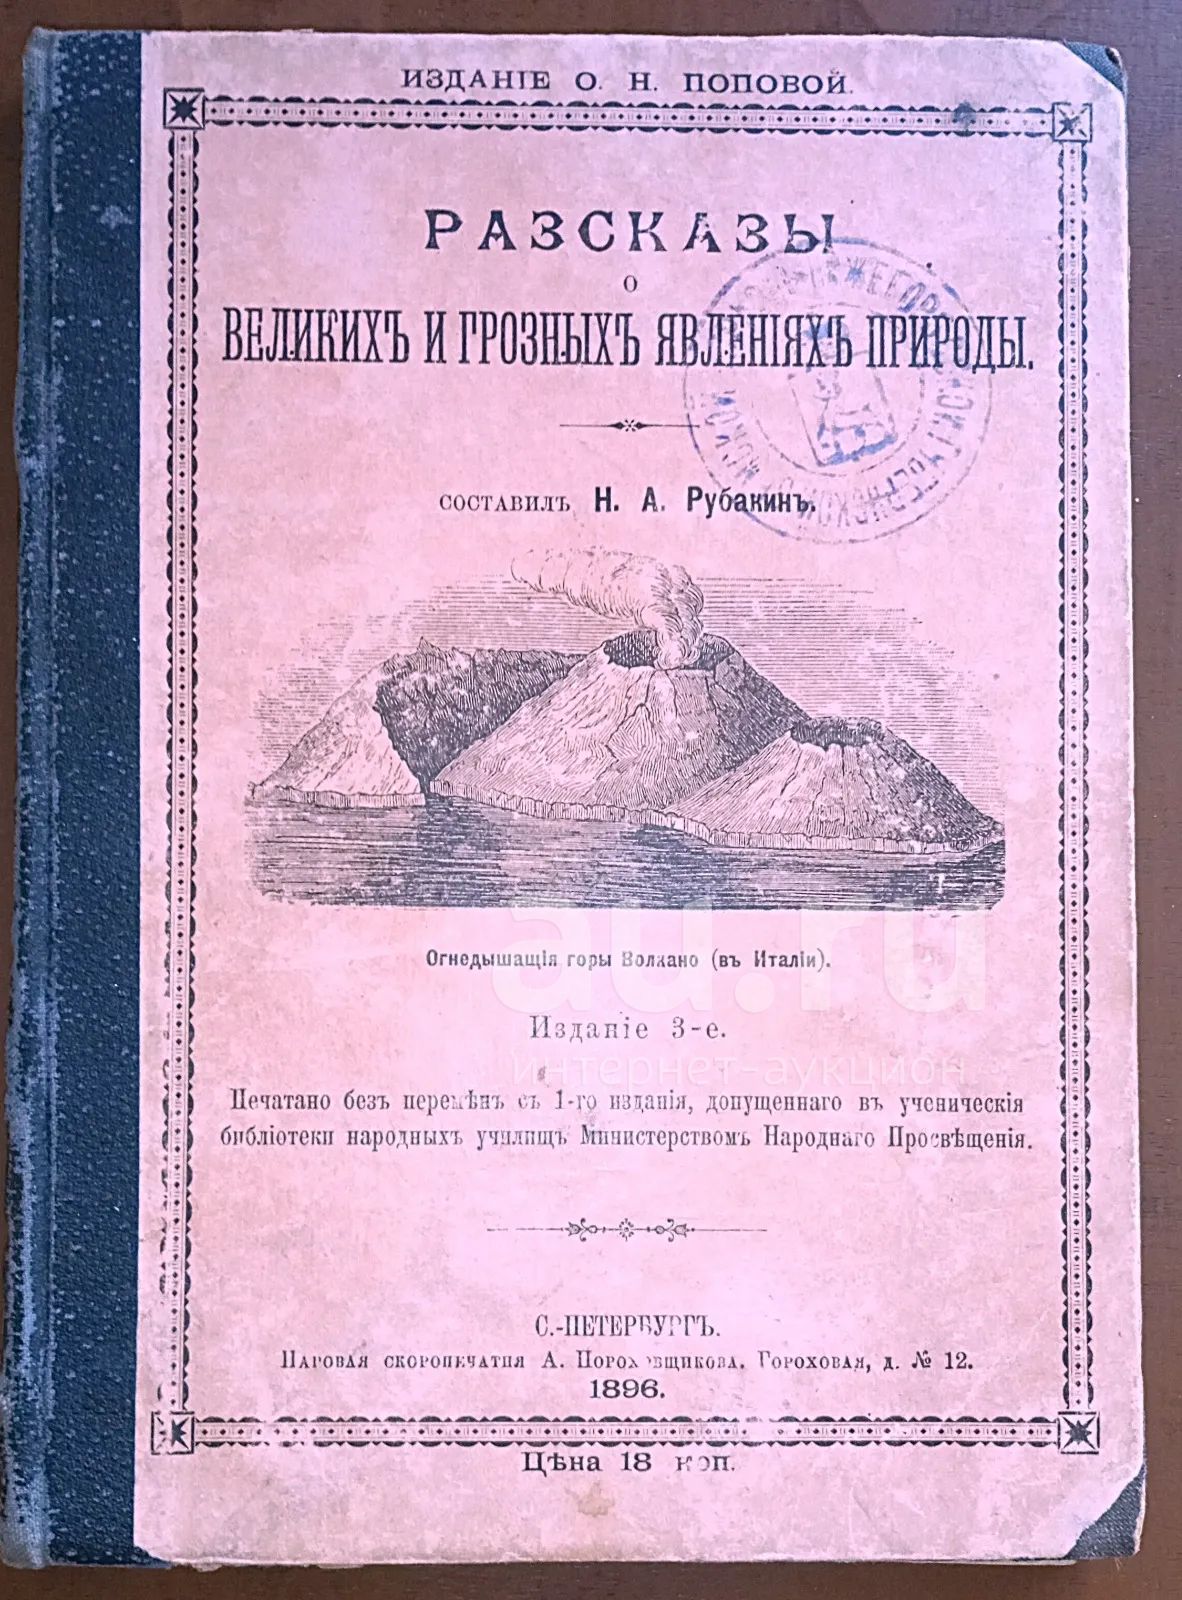 ИЗДАНІЕ О. Н. ПОПОВОЙ.
РАЗСКАЗЫ
О
ВЕЛИКИХЪ И ГРОЗНЫХЪ ЯВЛЕНІЯХЪ ПРИРОДЫ.
СОСТАВИЛЪ Н. А. Рубакинъ.
Огнедышащія горы Волкано (въ Италіи).
au.ru
Изданіе 3-е.
интернет-аукцион
Печатано безъ перемѣнъ съ 1-го изданія, допущеннаго въ ученическія
библіотеки народныхъ училищъ Министерствомъ Народнаго Просвѣщенія.
С.-ПЕТЕРБУРГЪ.
Паровая скоропечатня А. Пороховщикова. Гороховая, д. № 12.
1896.
Цѣна 18 коп.